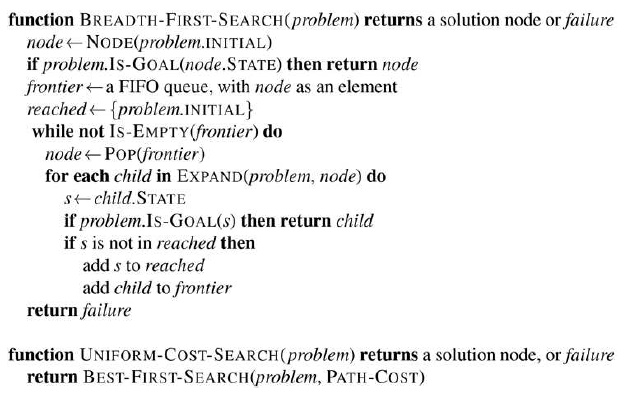 function BREADTH-FIRST-SEARCH(problem) returns a solution node or failure
node ← NODE(problem.INITIAL)
if problem.IS-GOAL(node.STATE) then return node
frontier ← a FIFO queue, with node as an element
reached ← {problem.INITIAL}
while not IS-EMPTY(frontier) do
node ← POP(frontier)
for each child in EXPAND(problem, node) do
s ← child.STATE
if problem.IS-GOAL(s) then return child
if s is not in reached then
add s to reached
add child to frontier
return failure
function UNIFORM-COST-SEARCH(problem) returns a solution node, or failure
return BEST-FIRST-SEARCH(problem, PATH-COST)